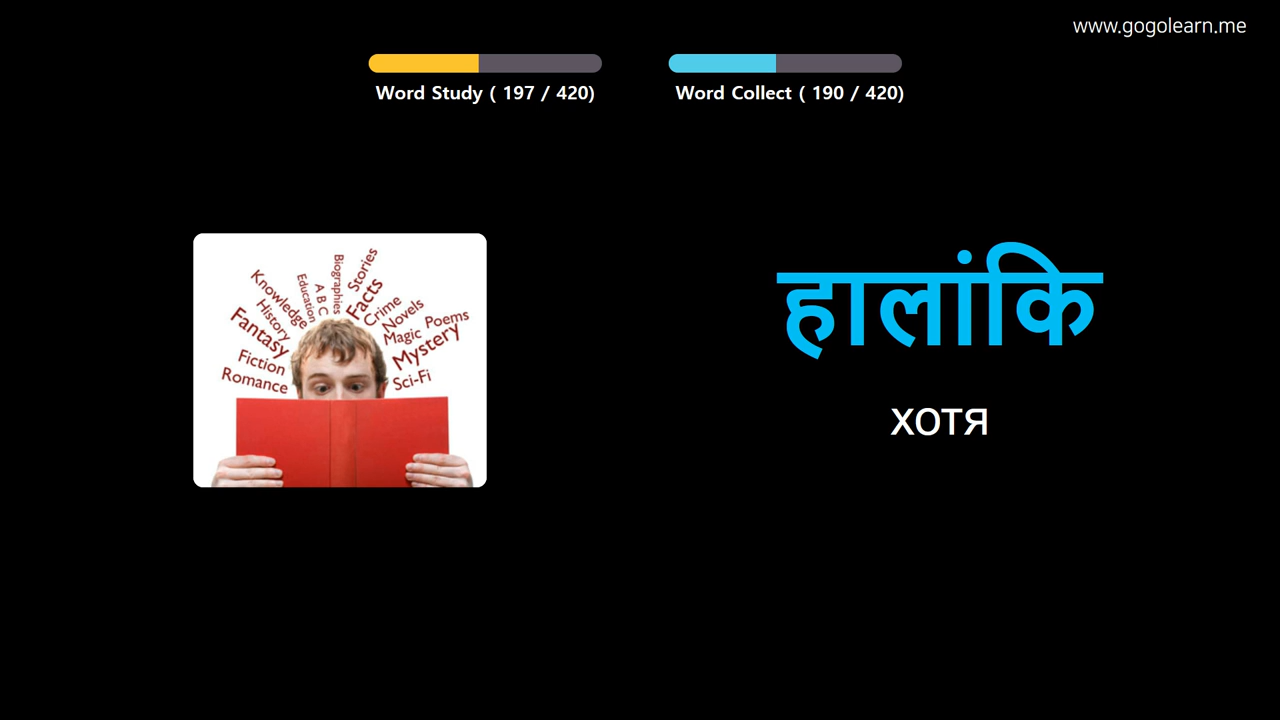 www.gogolearn.me
Word Study ( 197 / 420)
Word Collect ( 190 / 420)
Knowledge
History
Fantasy
Fiction
Romance
Education
A B C
Biographies
Stories
Facts
Crime
Novels
Magic
Poems
Mystery
Sci-Fi
हालांकि
хотя